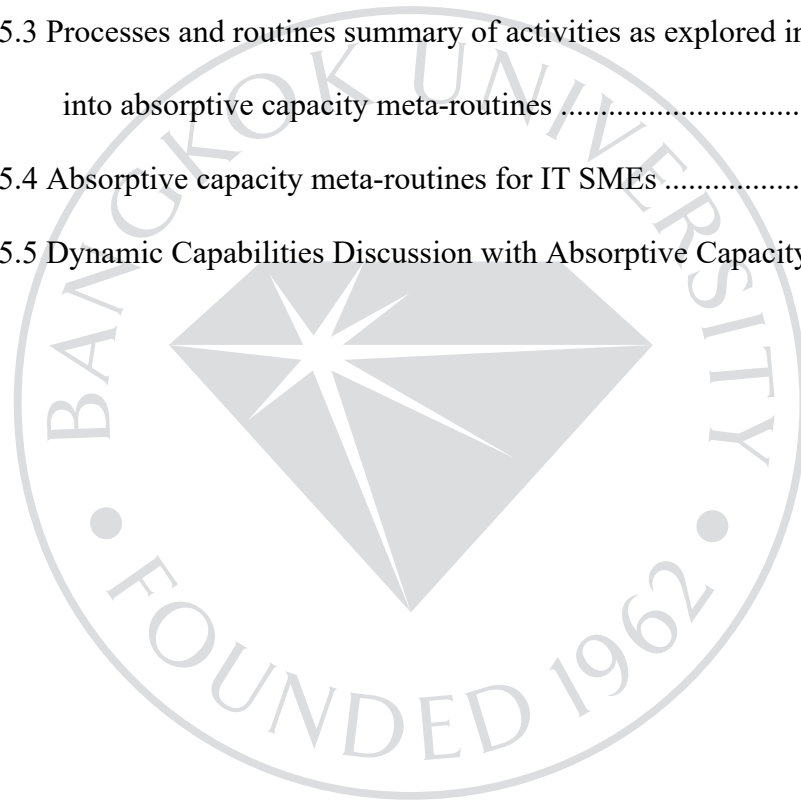 5.3 Processes and routines summary of activities as explored in
into absorptive capacity meta-routines ...........................
5.4 Absorptive capacity meta-routines for IT SMEs .................
5.5 Dynamic Capabilities Discussion with Absorptive Capacity
BANGKOK UNIVERSITY
• FOUNDED 1962 •